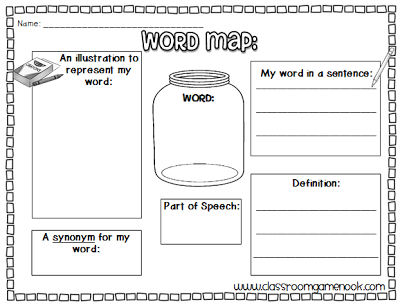 Name:
WORD MAP:
An illustration to
represent my
word:
WORD:
My word in a sentence:
Part of Speech:
Definition:
A synonym for my
word:
www.classroomgamenook.com